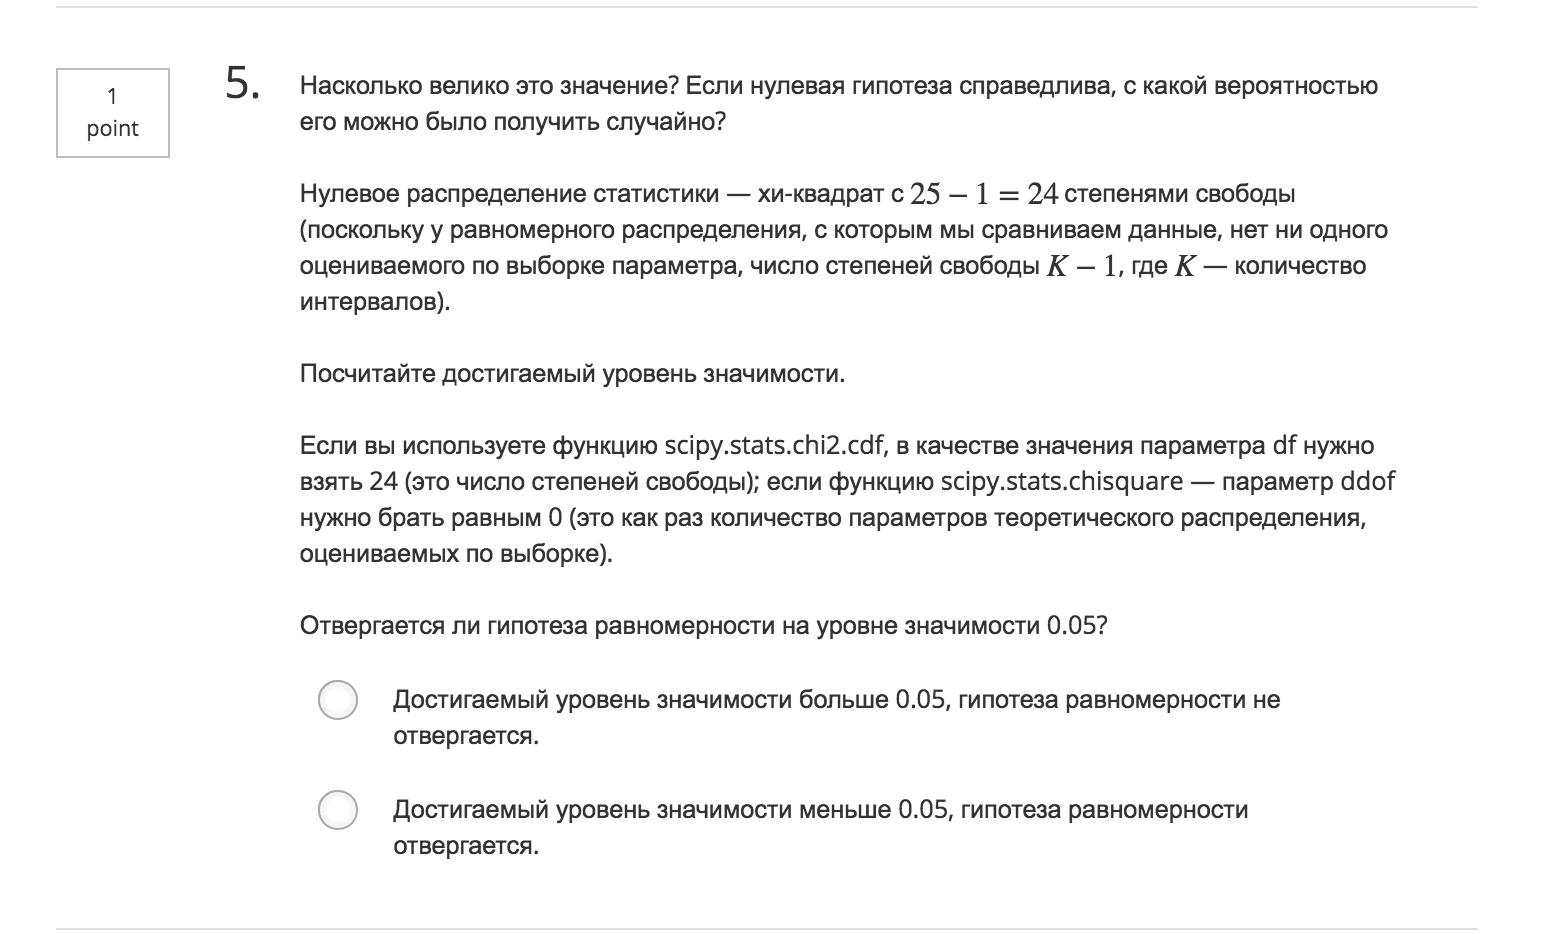 1
point
5.
Насколько велико это значение? Если нулевая гипотеза справедлива, с какой вероятностью
его можно было получить случайно?
Нулевое распределение статистики — хи-квадрат с 25 − 1 = 24 степенями свободы
(поскольку у равномерного распределения, с которым мы сравниваем данные, нет ни одного
оцениваемого по выборке параметра, число степеней свободы K − 1, где K — количество
интервалов).
Посчитайте достигаемый уровень значимости.
Если вы используете функцию scipy.stats.chi2.cdf, в качестве значения параметра df нужно
взять 24 (это число степеней свободы); если функцию scipy.stats.chisquare — параметр ddof
нужно брать равным 0 (это как раз количество параметров теоретического распределения,
оцениваемых по выборке).
Отвергается ли гипотеза равномерности на уровне значимости 0.05?
Достигаемый уровень значимости больше 0.05, гипотеза равномерности не
отвергается.
Достигаемый уровень значимости меньше 0.05, гипотеза равномерности
отвергается.